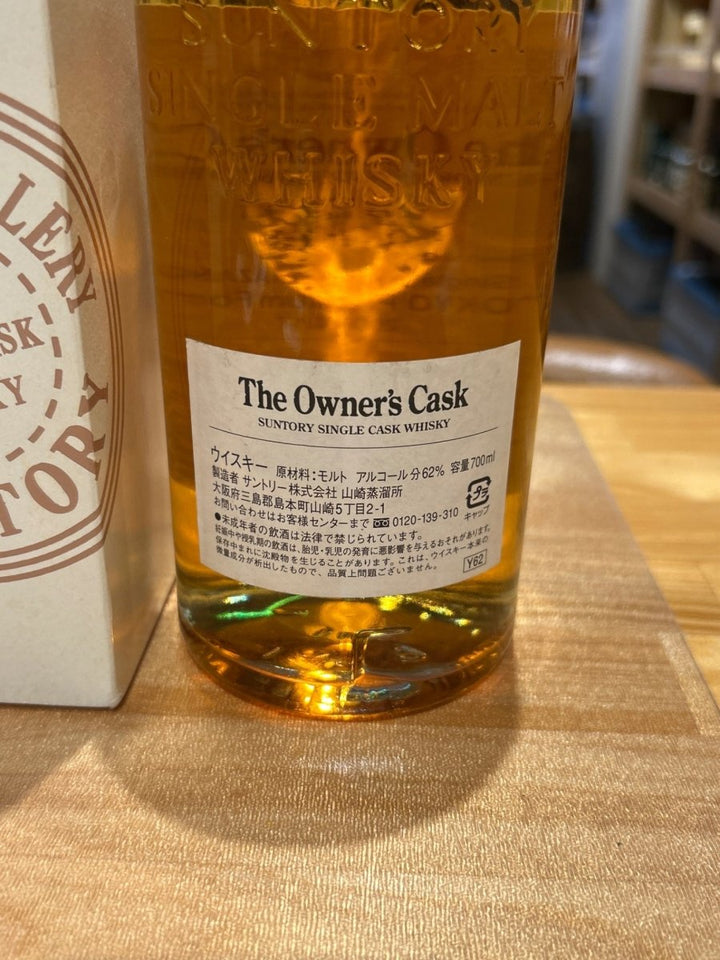 SUNTORY
SINGLE MALT
WHISKY
The Owner's Cask
SUNTORY SINGLE CASK WHISKY
ウイスキー 原材料:モルト アルコール分62% 容量700ml
製造者 サントリー株式会社 山崎蒸溜所
大阪府三島郡島本町山崎5丁目2-1
お問い合わせはお客様センターまで 0120-139-310
キャップ
●未成年者の飲酒は法律で禁じられています。
妊娠中や授乳期の飲酒は、胎児・乳児の発育に悪影響を与えるおそれがあります。
保存中まれに沈殿物を生じることがあります。これは、ウイスキー本来の
微量成分が析出したもので、品質上問題ございません。
Y62
LLERY
ASK
KY
TORY